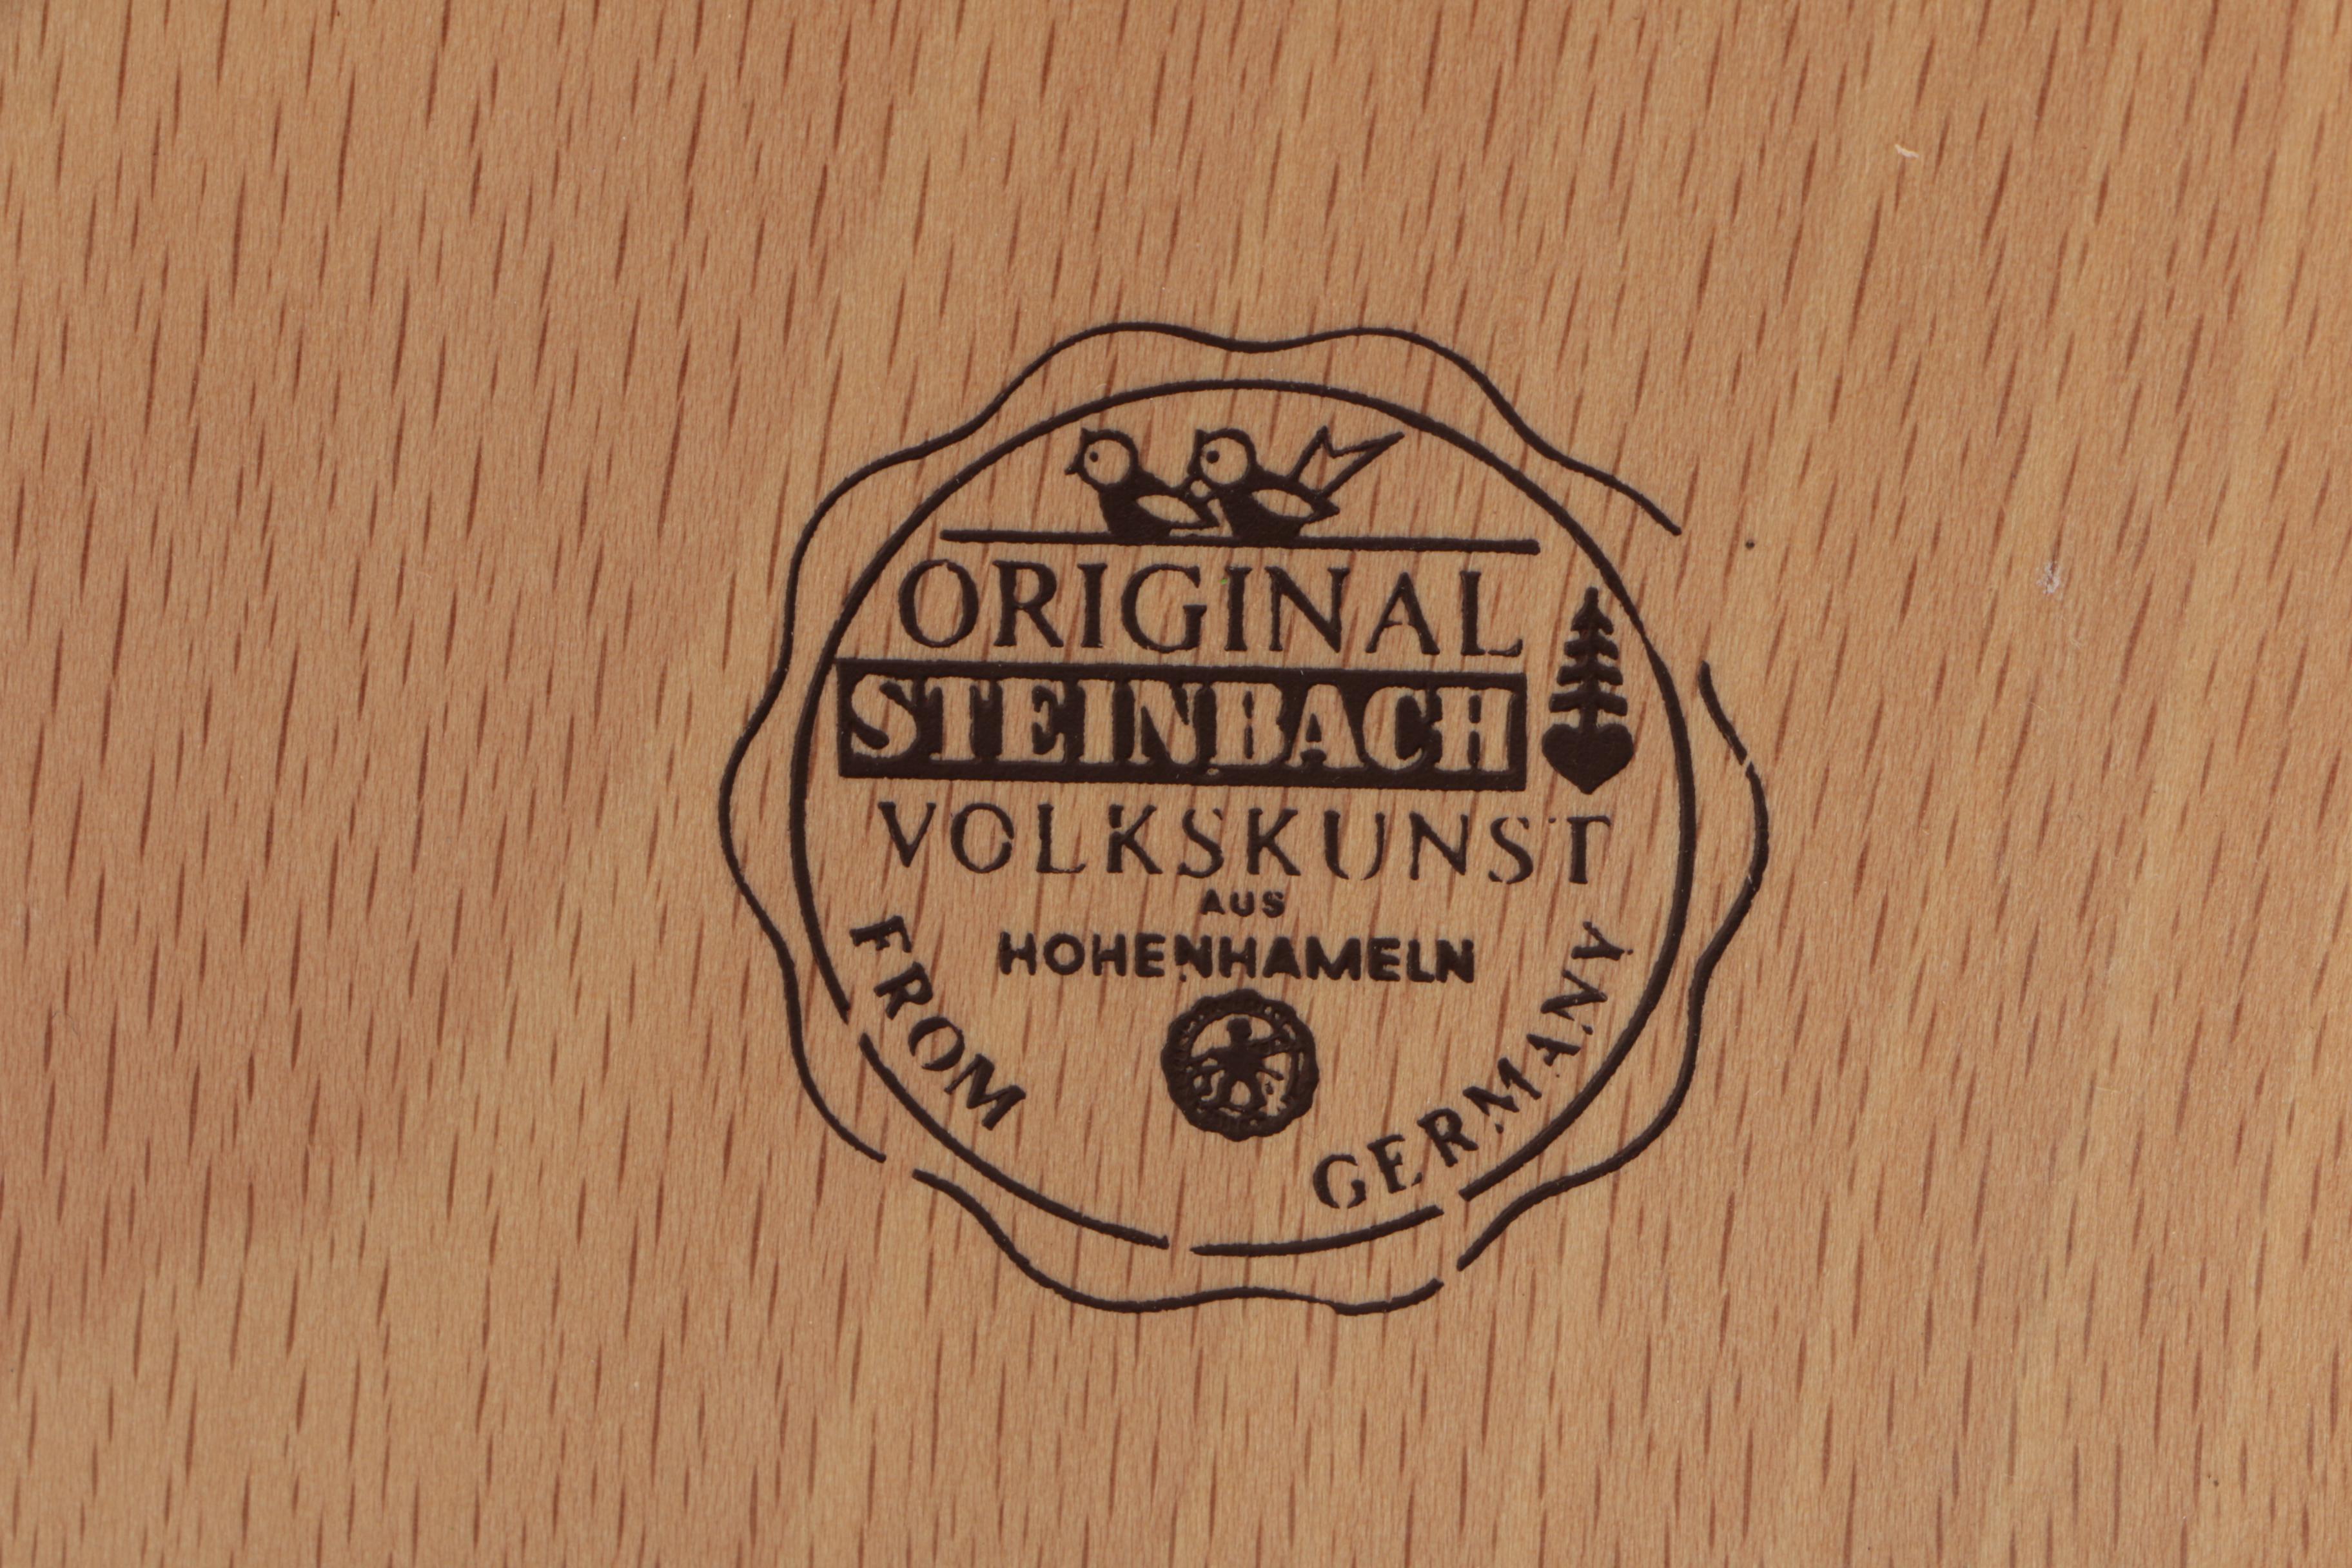 ORIGINAL
STEINBACH
VOLKSKUNST
AUS
HOHENHAMELN
FROM GERMANY